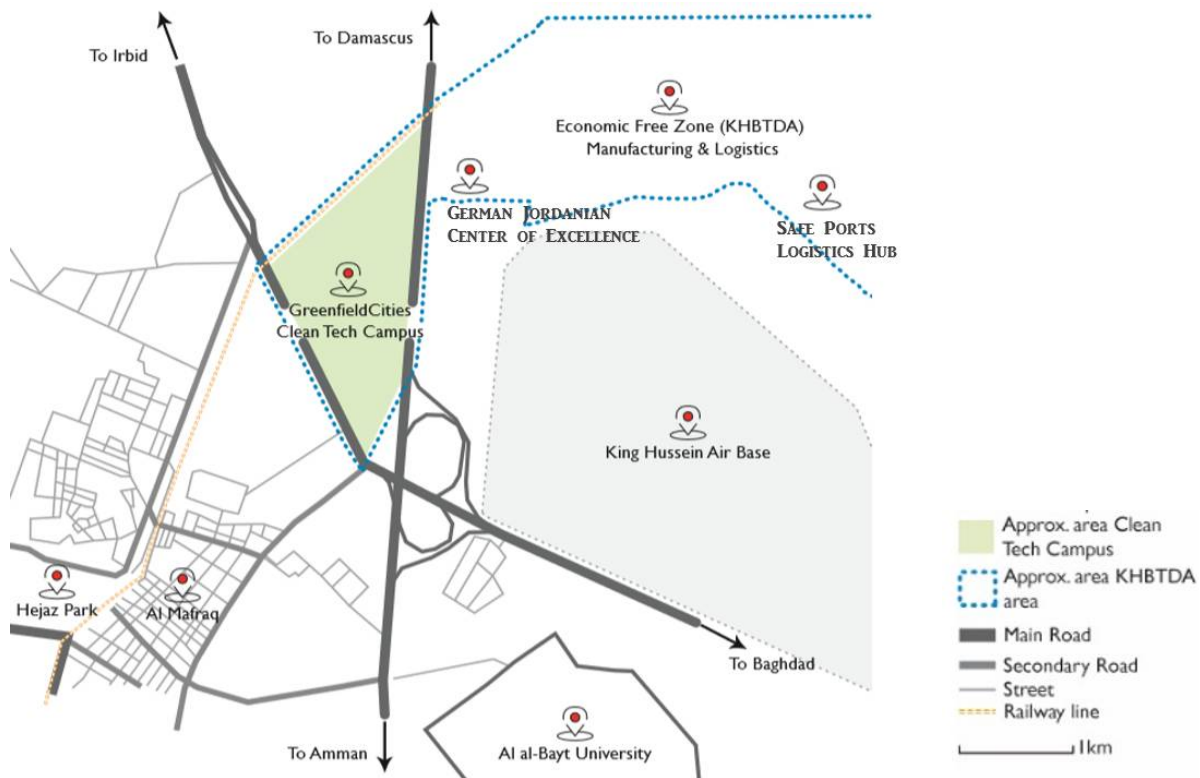 To Irbid
To Damascus
Economic Free Zone (KHBTDA)
Manufacturing & Logistics
German Jordanian
Center of Excellence
Safe Ports
Logistics Hub
GreenfieldCities
Clean Tech Campus
King Hussein Air Base
Hejaz Park
Al Mafraq
To Baghdad
To Amman
Al al-Bayt University
Approx. area Clean
Tech Campus
Approx. area KHBTDA
area
Main Road
Secondary Road
Street
Railway line
1km